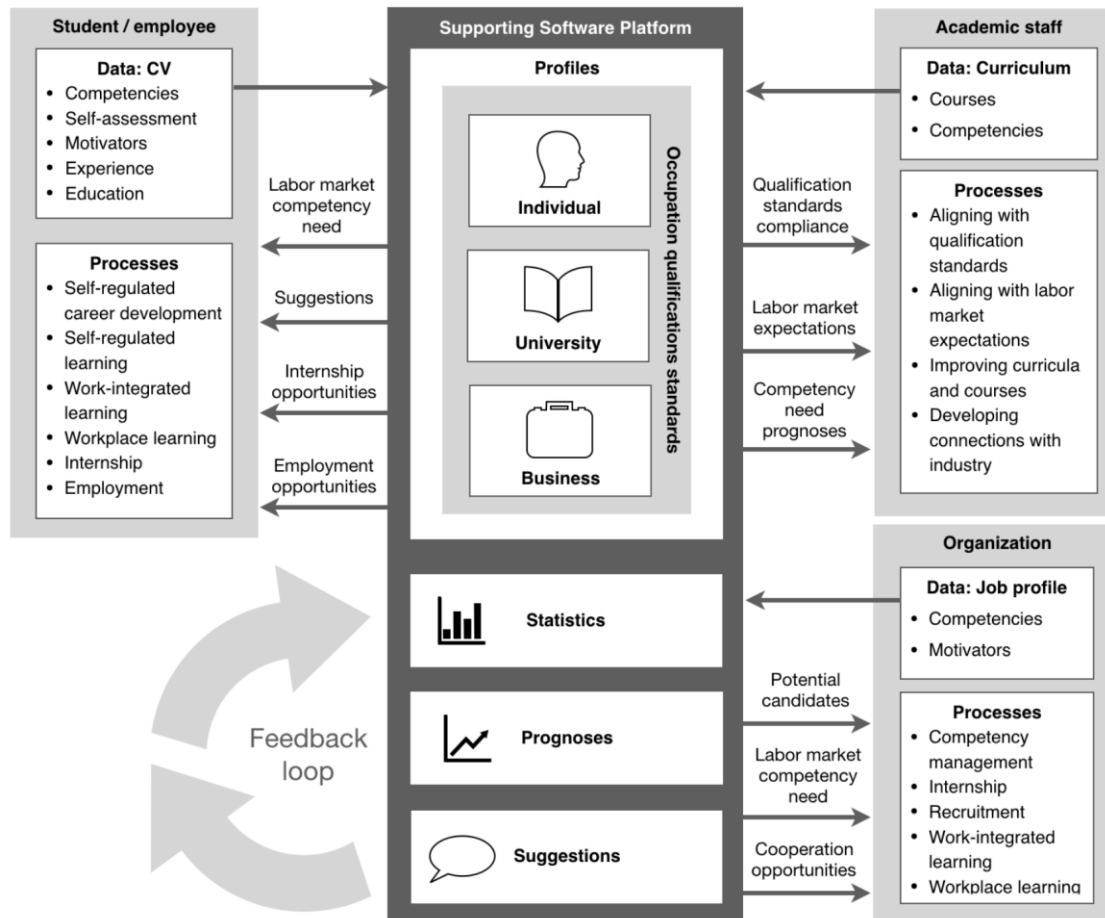 Student / employee
Data: CV
• Competencies
• Self-assessment
• Motivators
• Experience
• Education
Processes
• Self-regulated
career development
• Self-regulated
learning
• Work-integrated
learning
• Workplace learning
• Internship
• Employment
Labor market
competency
need
Suggestions
Internship
opportunities
Employment
opportunities
Feedback
loop
Supporting Software Platform
Profiles
Individual
University
Business
Occupation qualifications standards
Statistics
Prognoses
Suggestions
Qualification
standards
compliance
Labor market
expectations
Competency
need
prognoses
Academic staff
Data: Curriculum
• Courses
• Competencies
Processes
• Aligning with
qualification
standards
• Aligning with labor
market
expectations
• Improving curricula
and courses
• Developing
connections with
industry
Potential
candidates
Labor market
competency
need
Cooperation
opportunities
Organization
Data: Job profile
• Competencies
• Motivators
Processes
• Competency
management
• Internship
• Recruitment
• Work-integrated
learning
• Workplace learning